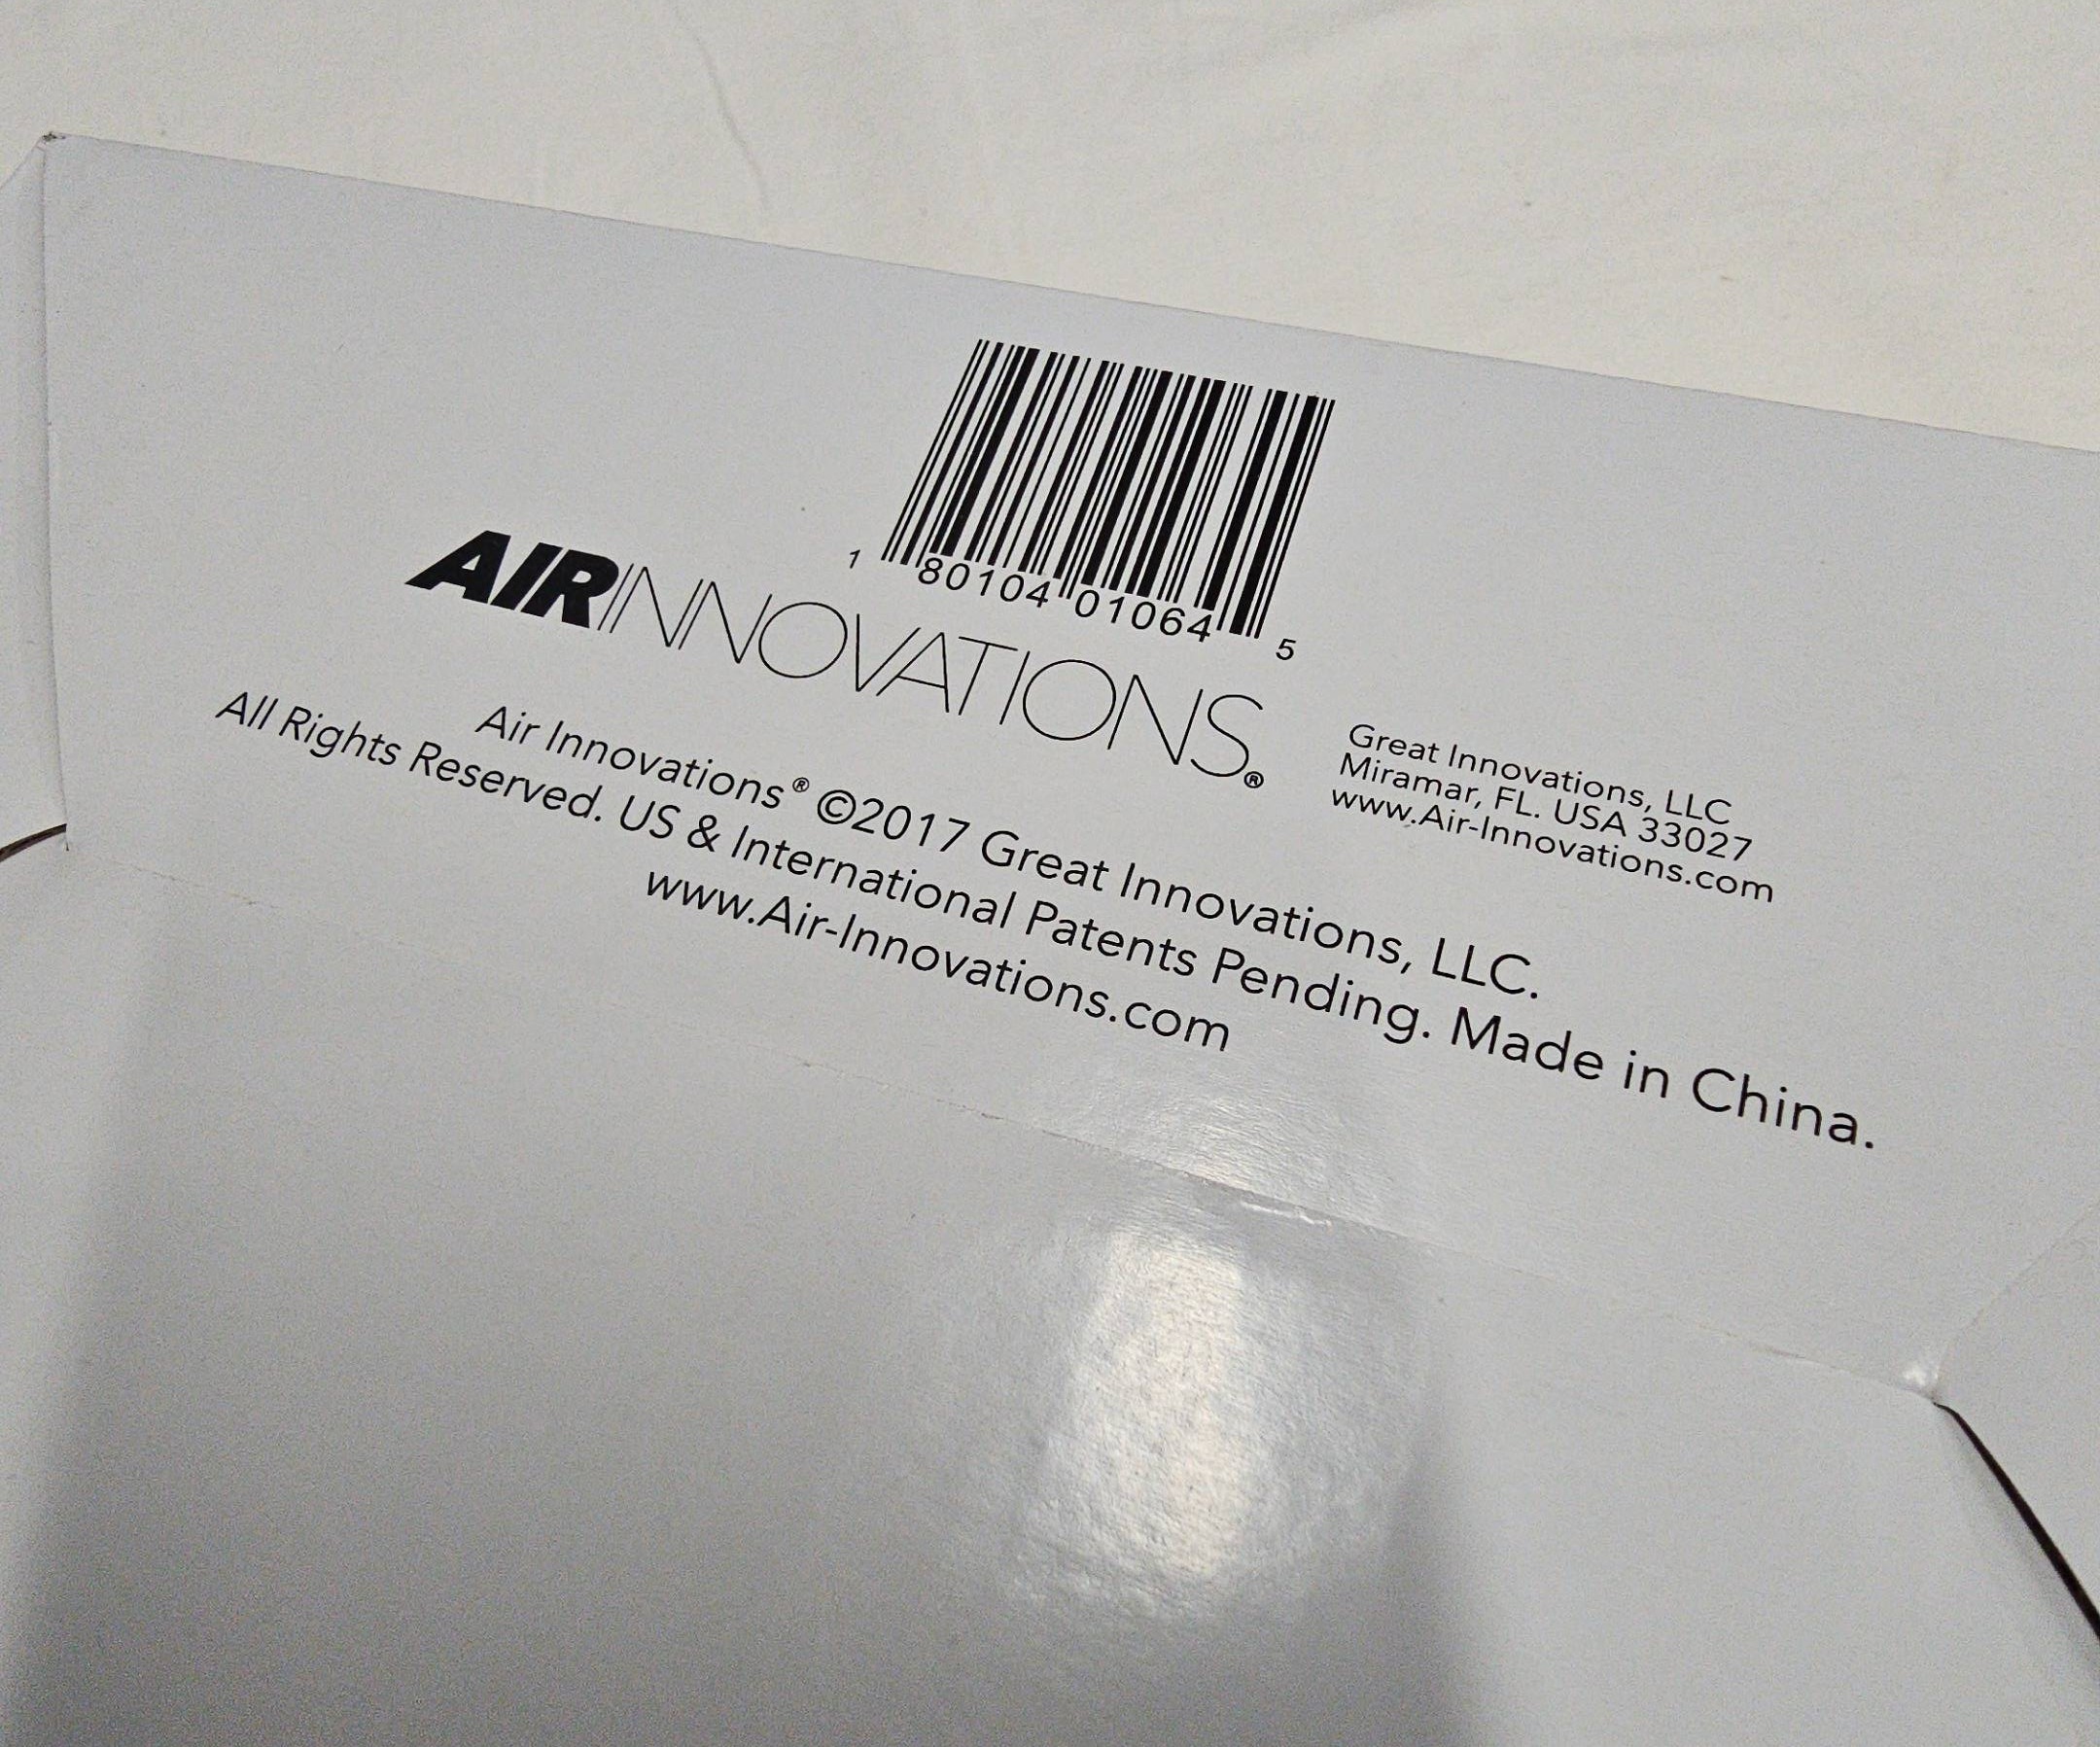 1 80104 01064 5
AIRINNOVATIONS®
Great Innovations, LLC
Miramar, FL. USA 33027
www.Air-Innovations.com
Air Innovations® ©2017 Great Innovations, LLC.
All Rights Reserved. US & International Patents Pending. Made in China.
www.Air-Innovations.com